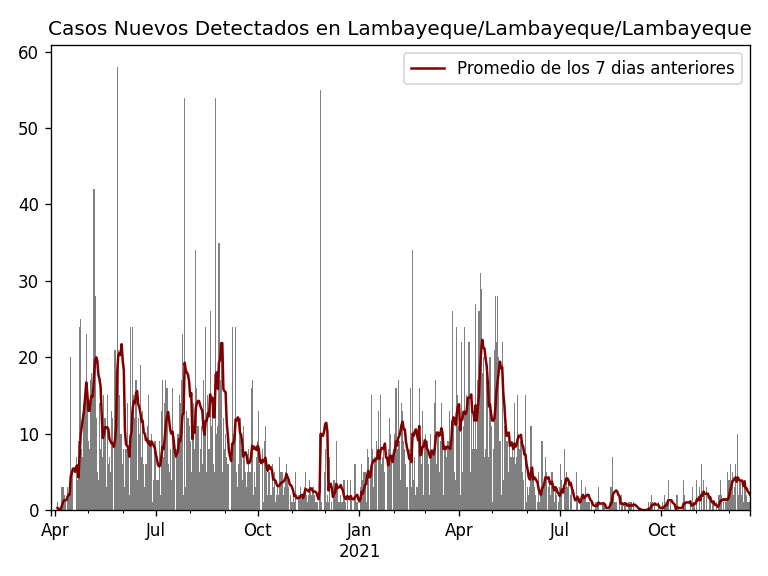 Casos Nuevos Detectados en Lambayeque/Lambayeque/Lambayeque
Promedio de los 7 dias anteriores
60
50
40
30
20
10
0
Apr Jul Oct Jan Apr Jul Oct
2021